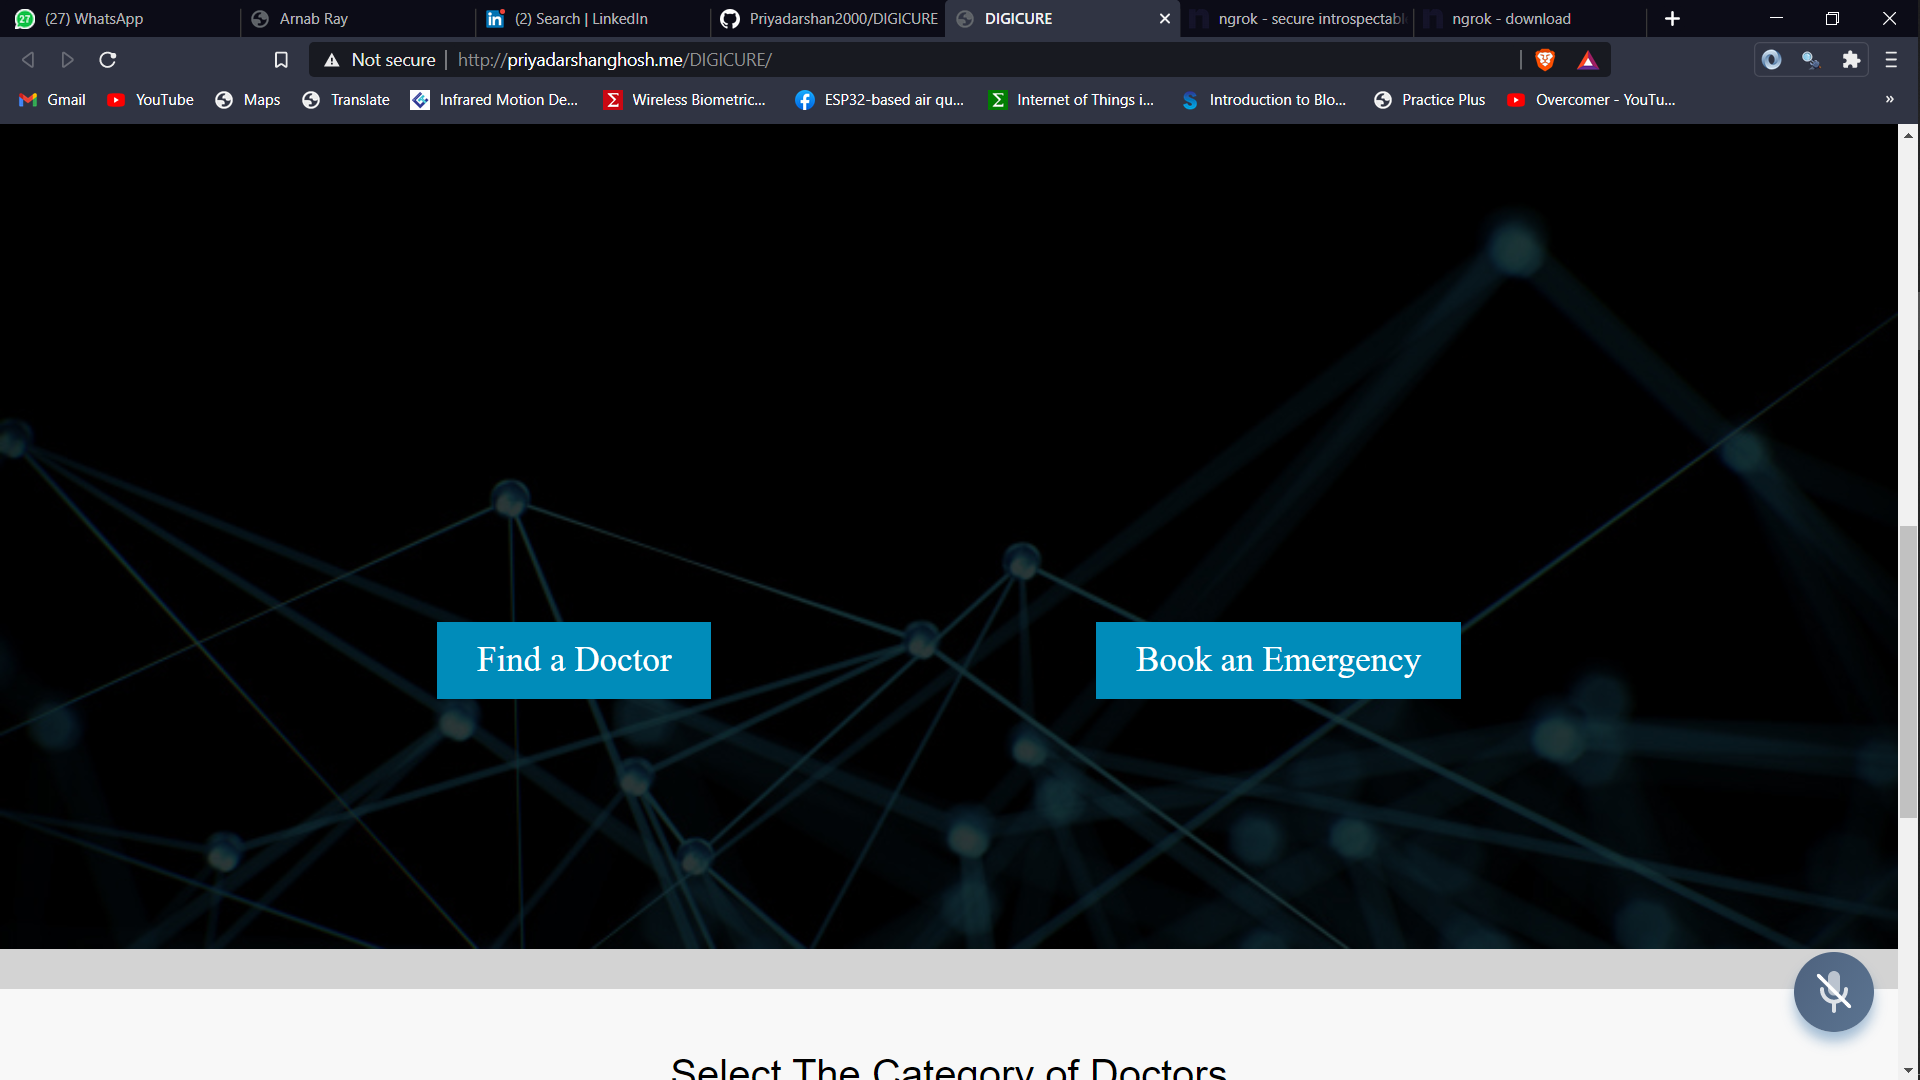 27 (27) WhatsApp
Arnab Ray
in (2) Search | LinkedIn
Priyadarshan2000/DIGICURE
DIGICURE
n ngrok - secure introspectabl
n ngrok - download
Not secure http://priyadarshanghosh.me/DIGICURE/
Gmail
YouTube
Maps
Translate
Infrared Motion De...
Wireless Biometric...
ESP32-based air qu...
Internet of Things i...
Introduction to Blo...
Practice Plus
Overcomer - YouTu...
»
Find a Doctor
Book an Emergency
Select The Category of Doctors